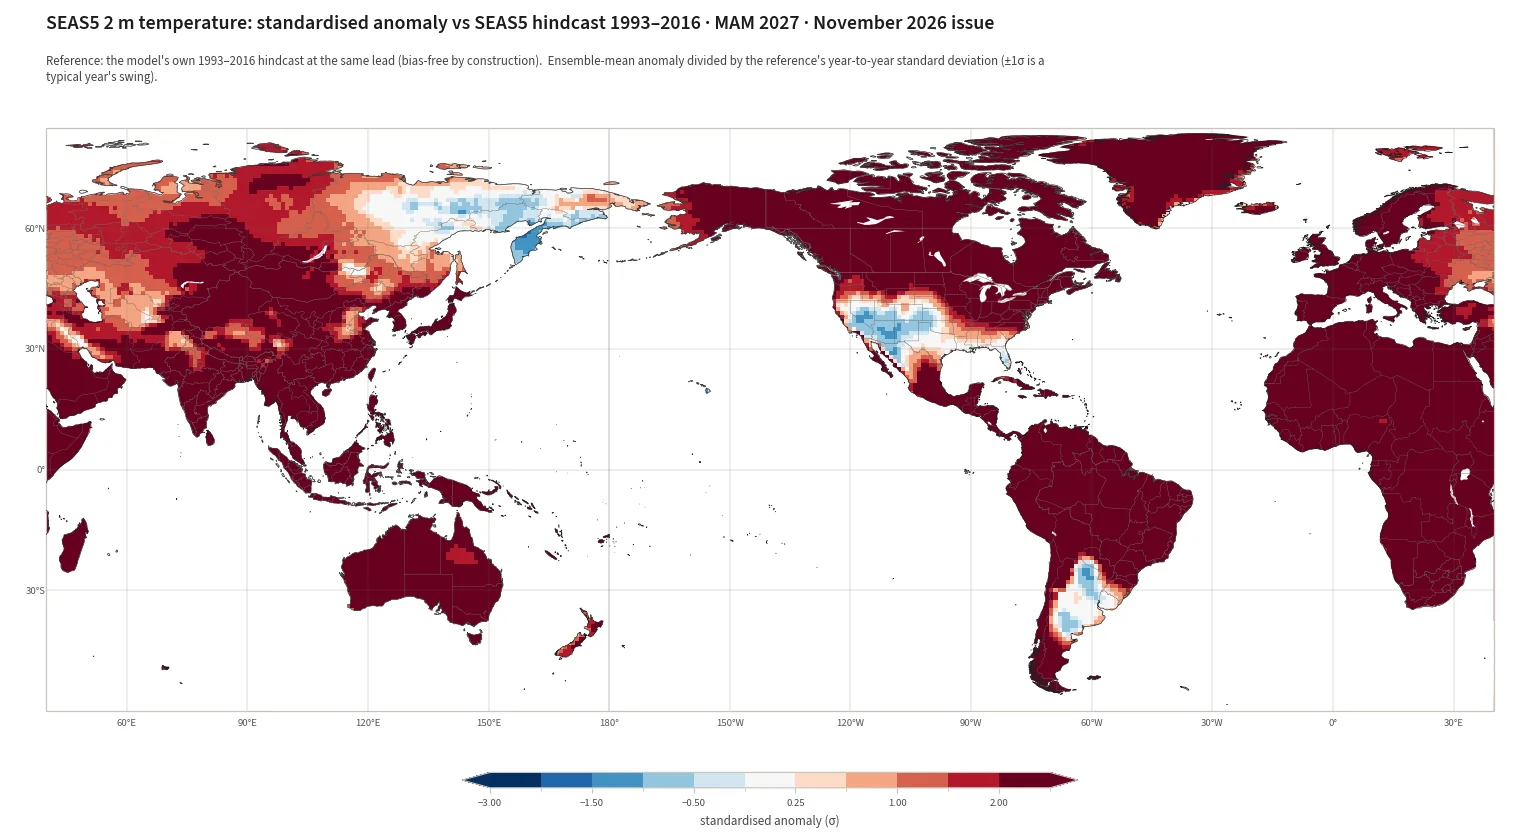 SEAS5 2 m temperature: standardised anomaly vs SEAS5 hindcast 1993–2016 · MAM 2027 · November 2026 issue
Reference: the model's own 1993–2016 hindcast at the same lead (bias-free by construction).  Ensemble-mean anomaly divided by the reference's year-to-year standard deviation (±1σ is a
typical year's swing).
60°N
30°N
0°
30°S
60°E
90°E
120°E
150°E
180°
150°W
120°W
90°W
60°W
30°W
0°
30°E
−3.00
−1.50
−0.50
0.25
1.00
2.00
standardised anomaly (σ)